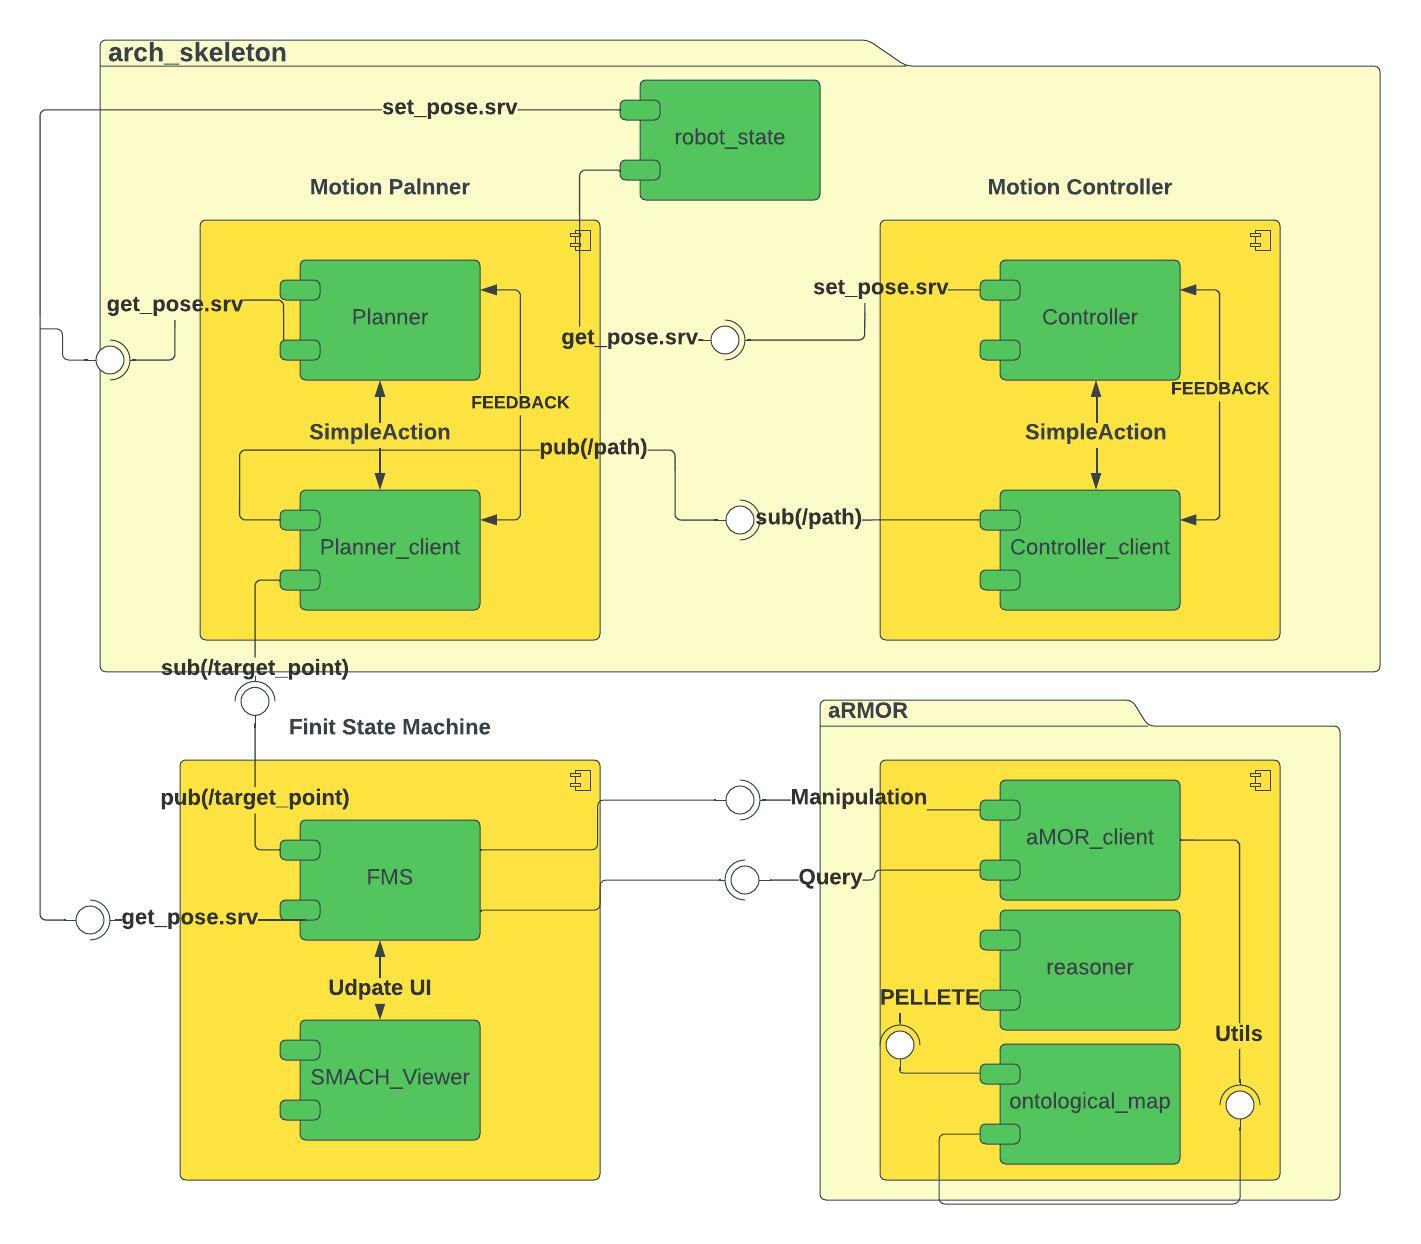 arch_skeleton
set_pose.srv
robot_state
Motion Palnner
Motion Controller
get_pose.srv
Planner
set_pose.srv
Controller
get_pose.srv
FEEDBACK
FEEDBACK
SimpleAction
SimpleAction
pub(/path)
sub(/path)
Planner_client
Controller_client
sub(/target_point)
Finit State Machine
aRMOR
pub(/target_point)
Manipulation
aMOR_client
FMS
Query
get_pose.srv
reasoner
Udpate UI
PELLETE
Utils
SMACH_Viewer
ontological_map